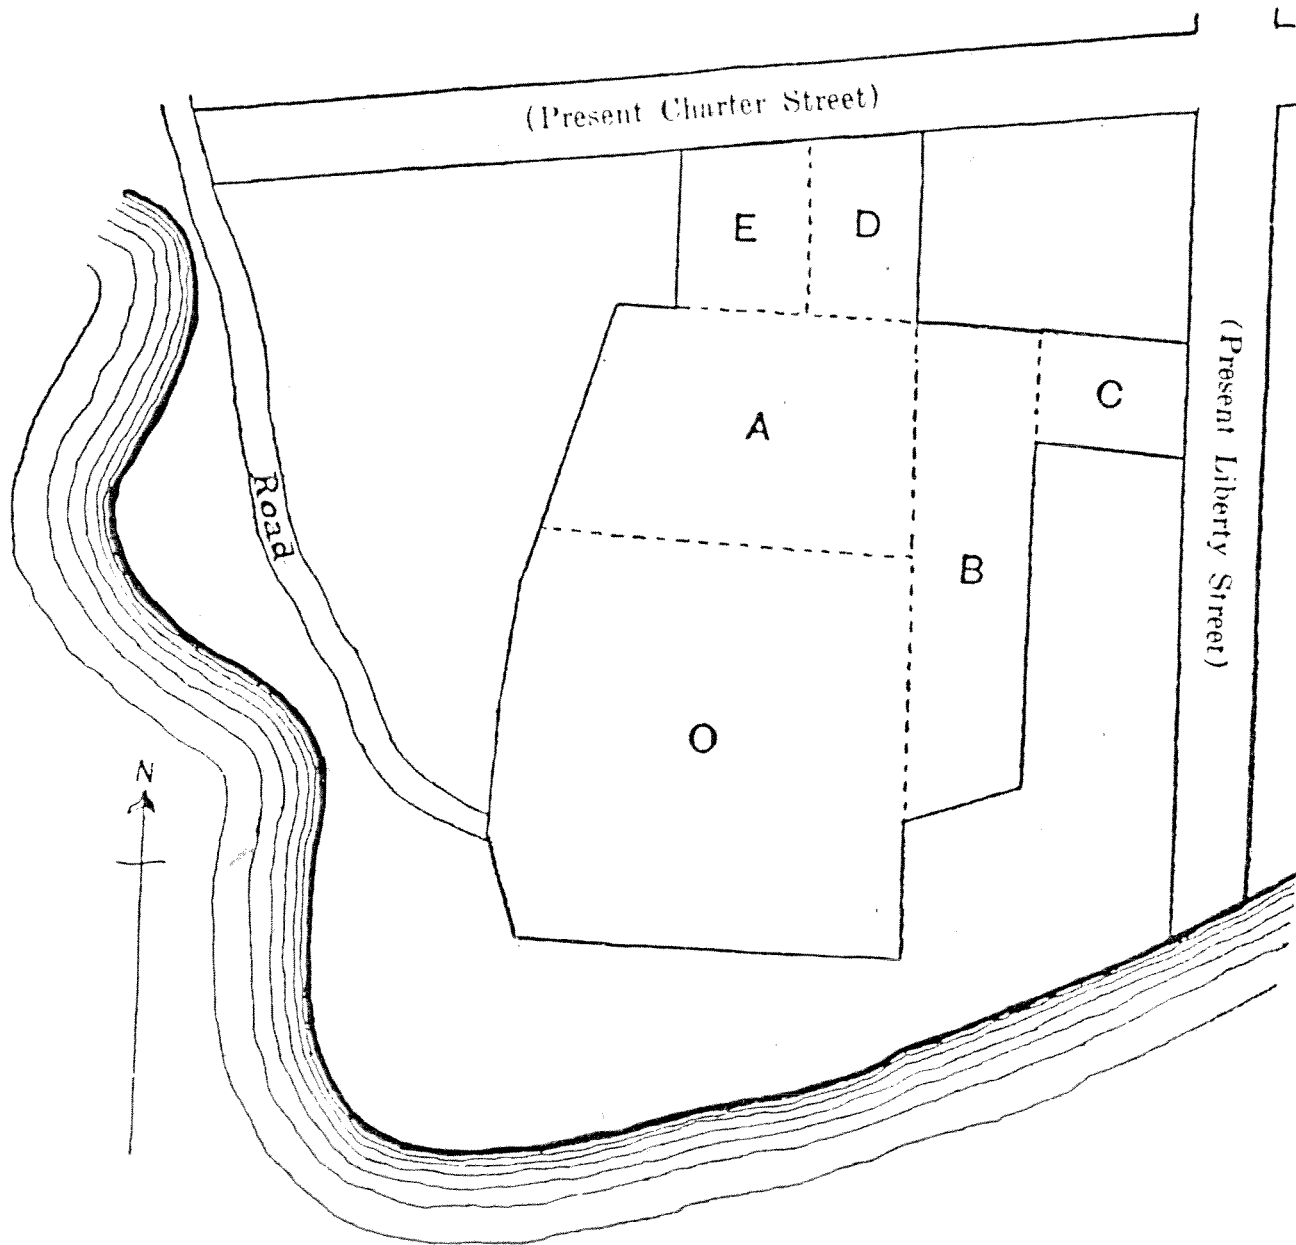 (Present Charter Street)
E
D
C
A
(Present Liberty Street)
Road
B
O
N